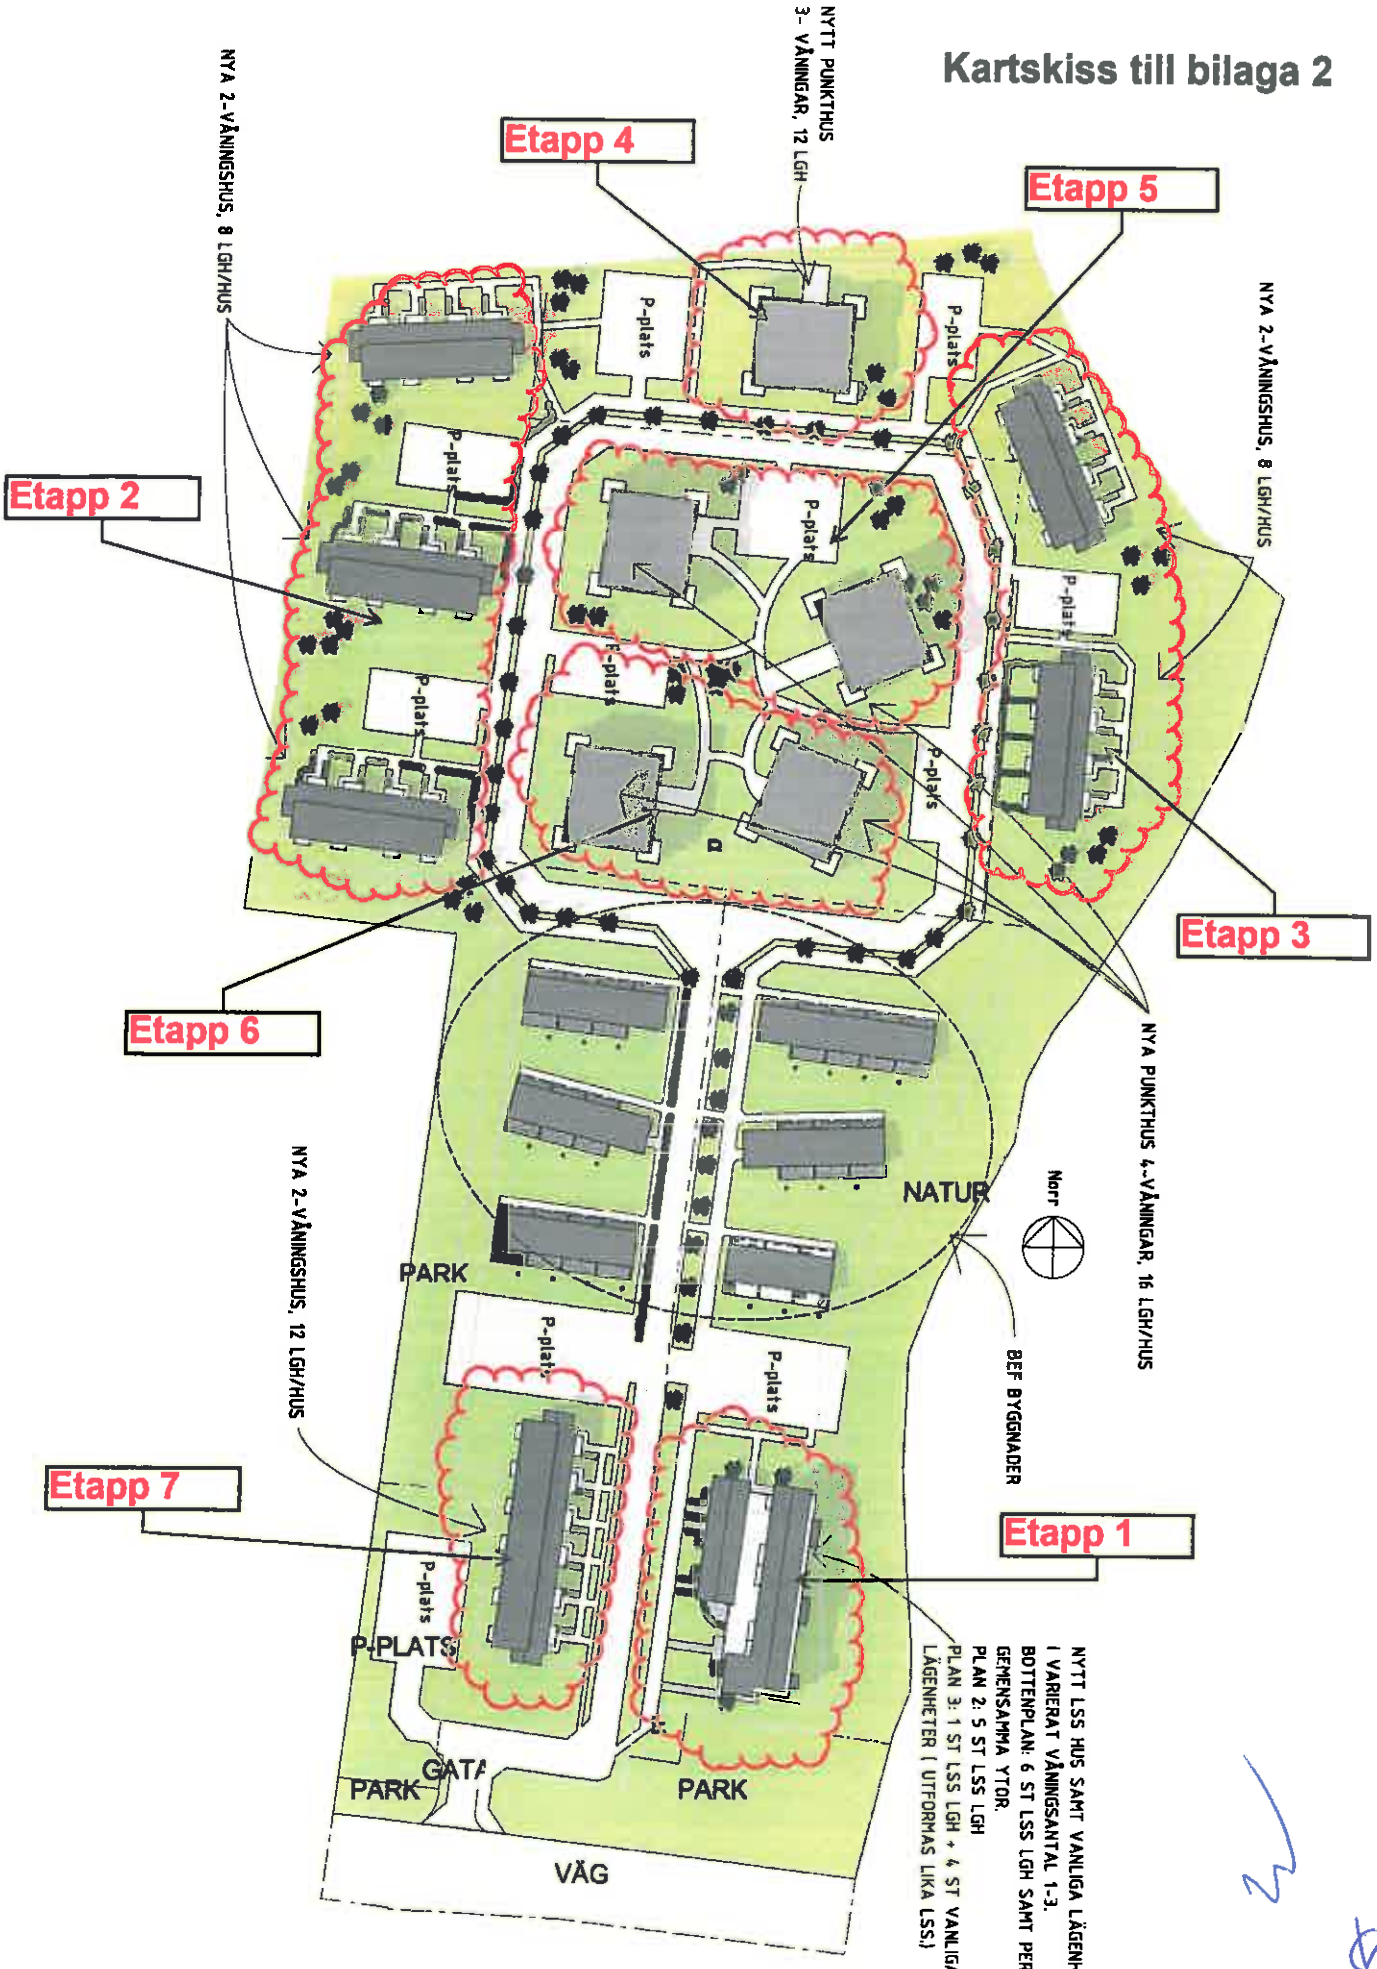 Kartskiss till bilaga 2
NYTT PUNKTHUS
3- VÅNINGAR, 12 LGH
Etapp 4
Etapp 5
NYA 2-VÅNINGSHUS, 8 LGH/HUS
NYA 2-VÅNINGSHUS, 8 LGH/HUS
P-plats
P-plats
P-plats
Etapp 2
P-plats
P-plats
P-plats
P-plats
P-plats
Etapp 3
Etapp 6
NYA PUNKTHUS 4-VÅNINGAR, 16 LGH/HUS
Norr
NATUR
BEF BYGGNADER
PARK
NYA 2-VÅNINGSHUS, 12 LGH/HUS
P-plats
P-plats
Etapp 7
Etapp 1
P-plats
P-PLATS
NYTT LSS HUS SAMT VANLIGA LÄGENH
I VARIERAT VÅNINGSANTAL 1-3.
BOTTENPLAN: 6 ST LSS LGH SAMT PER
GEMENSAMMA YTOR.
PLAN 2: 5 ST LSS LGH
PLAN 3: 1 ST LSS LGH + 4 ST VANLIGA
LÄGENHETER ( UTFORMAS LIKA LSS.)
GATA
PARK
PARK
VÄG